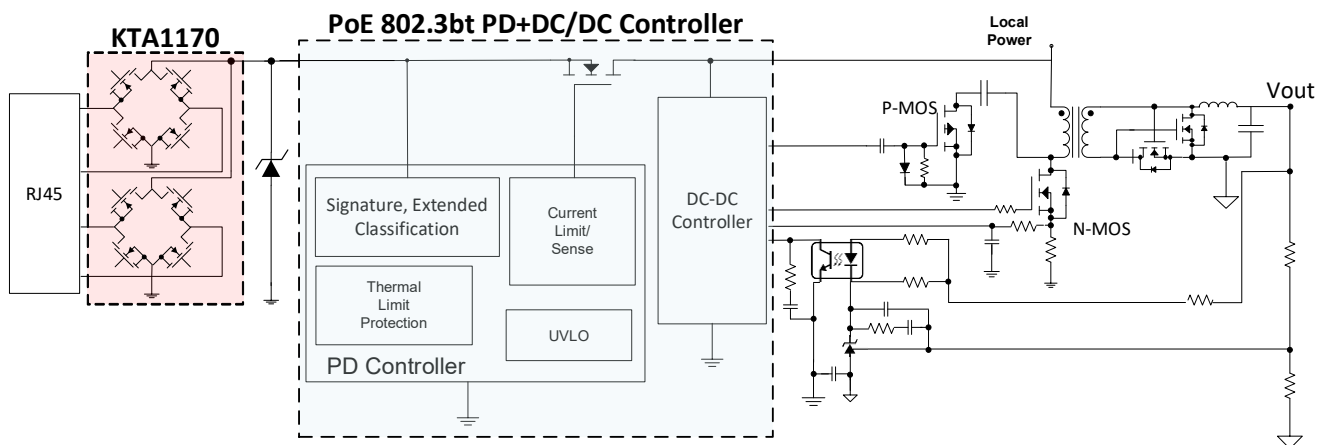 KTA1170
PoE 802.3bt PD+DC/DC Controller
Local
Power
RJ45
Signature, Extended
Classification
Current
Limit/
Sense
Thermal
Limit
Protection
UVLO
PD Controller
DC-DC
Controller
P-MOS
N-MOS
Vout